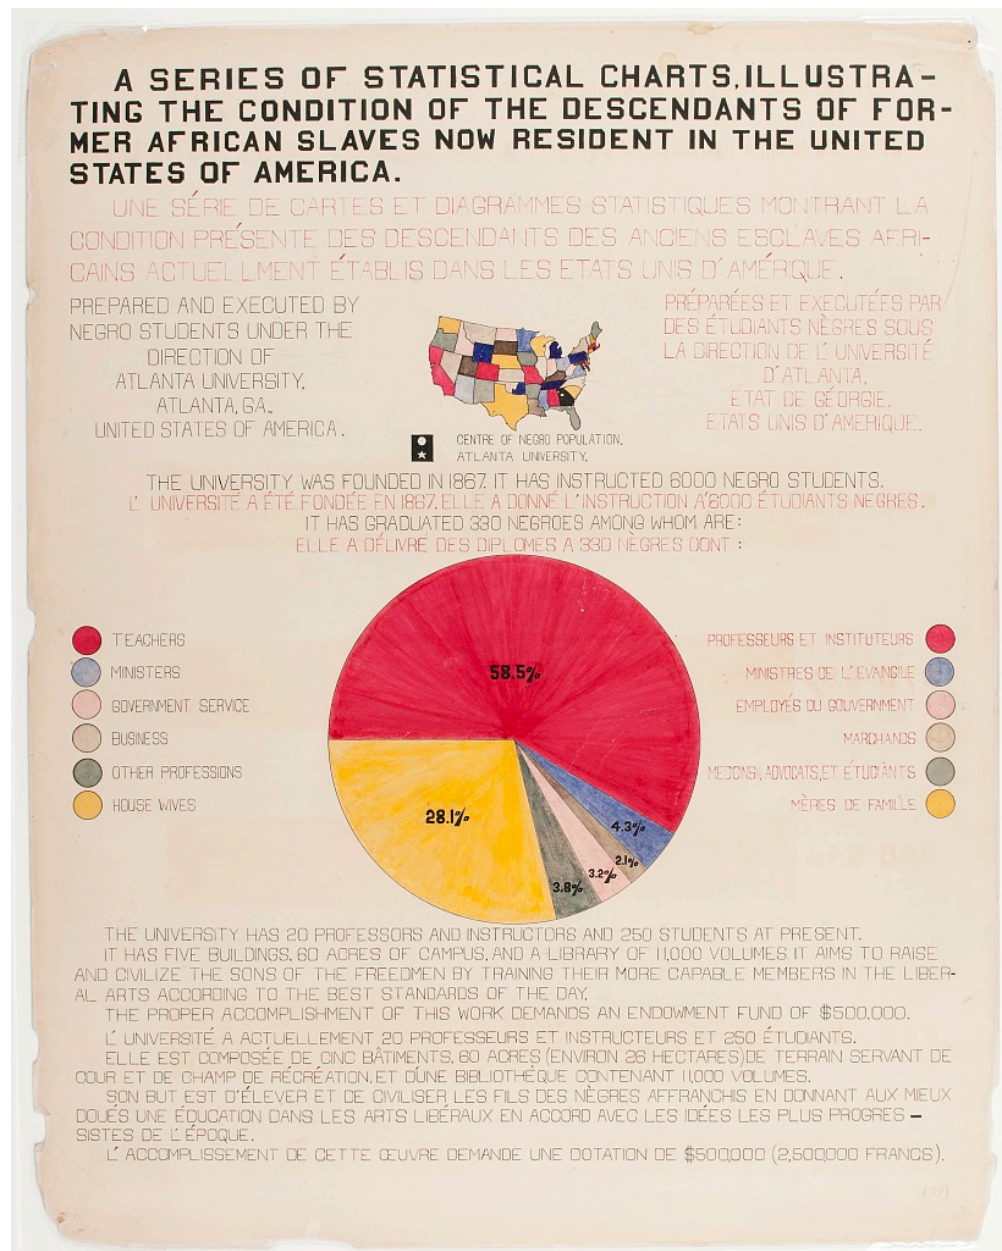 A SERIES OF STATISTICAL CHARTS, ILLUSTRA-
TING THE CONDITION OF THE DESCENDANTS OF FOR-
MER AFRICAN SLAVES NOW RESIDENT IN THE UNITED
STATES OF AMERICA.
UNE SÉRIE DE CARTES ET DIAGRAMMES STATISTIQUES MONTRANT LA
CONDITION PRÉSENTE DES DESCENDANTS DES ANCIENS ESCLAVES AFRI-
CAINS ACTUELLMENT ÉTABLIS DANS LES ETATS UNIS D'AMÉRIQUE.
PREPARED AND EXECUTED BY
NEGRO STUDENTS UNDER THE
DIRECTION OF
ATLANTA UNIVERSITY.
ATLANTA, GA.
UNITED STATES OF AMERICA.
PRÉPARÉES ET EXECUTÉES PAR
DES ÉTUDIANTS NÈGRES SOUS
LA DIRECTION DE L'UNIVERSITÉ
D'ATLANTA.
ETAT DE GÉORGIE.
ETATS UNIS D'AMERIQUE.
CENTRE OF NEGRO POPULATION.
ATLANTA UNIVERSITY.
THE UNIVERSITY WAS FOUNDED IN 1867. IT HAS INSTRUCTED 6000 NEGRO STUDENTS.
L'UNIVERSITÉ A ÉTÉ FONDÉE EN 1867. ELLE A DONNÉ L'INSTRUCTION A'6000 ÉTUDIANTS NEGRES.
IT HAS GRADUATED 330 NEGROES AMONG WHOM ARE:
ELLE A DÉLIVRÉ DES DIPLOMES A 330 NÈGRES DONT :
TEACHERS
MINISTERS
GOVERNMENT SERVICE
BUSINESS
OTHER PROFESSIONS
HOUSE WIVES
58.5%
28.1%
4.3%
2.1%
3.2%
3.8%
PROFESSEURS ET INSTITUTEURS
MINISTRES DE L'EVANGILE
EMPLOYÉS DU GOUVERNMENT
MARCHANDS
MEDCINS, ADVOCATS, ET ÉTUDIANTS
MÈRES DE FAMILLE
THE UNIVERSITY HAS 20 PROFESSORS AND INSTRUCTORS AND 250 STUDENTS AT PRESENT.
IT HAS FIVE BUILDINGS, 60 ACRES OF CAMPUS, AND A LIBRARY OF 11,000 VOLUMES. IT AIMS TO RAISE
AND CIVILIZE THE SONS OF THE FREEDMEN BY TRAINING THEIR MORE CAPABLE MEMBERS IN THE LIBER-
AL ARTS ACCORDING TO THE BEST STANDARDS OF THE DAY.
THE PROPER ACCOMPLISHMENT OF THIS WORK DEMANDS AN ENDOWMENT FUND OF $500,000.
L'UNIVERSITÉ A ACTUELLEMENT 20 PROFESSEURS ET INSTRUCTEURS ET 250 ÉTUDIANTS.
ELLE EST COMPOSÉE DE CINC BÂTIMENTS, 60 ACRES (ENVIRON 26 HECTARES) DE TERRAIN SERVANT DE
COUR ET DE CHAMP DE RÉCRÉATION, ET D'UNE BIBLIOTHÈQUE CONTENANT 11,000 VOLUMES.
SON BUT EST D'ÉLEVER ET DE CIVILISER LES FILS DES NÈGRES AFFRANCHIS EN DONNANT AUX MIEUX
DOUÉS UNE ÉDUCATION DANS LES ARTS LIBÉRAUX EN ACCORD AVEC LES IDÉES LES PLUS PROGRES-
SISTES DE L'ÉPOQUE.
L'ACCOMPLISSEMENT DE CETTE ŒUVRE DEMANDE UNE DOTATION DE $500,000 (2,500,000 FRANCS).